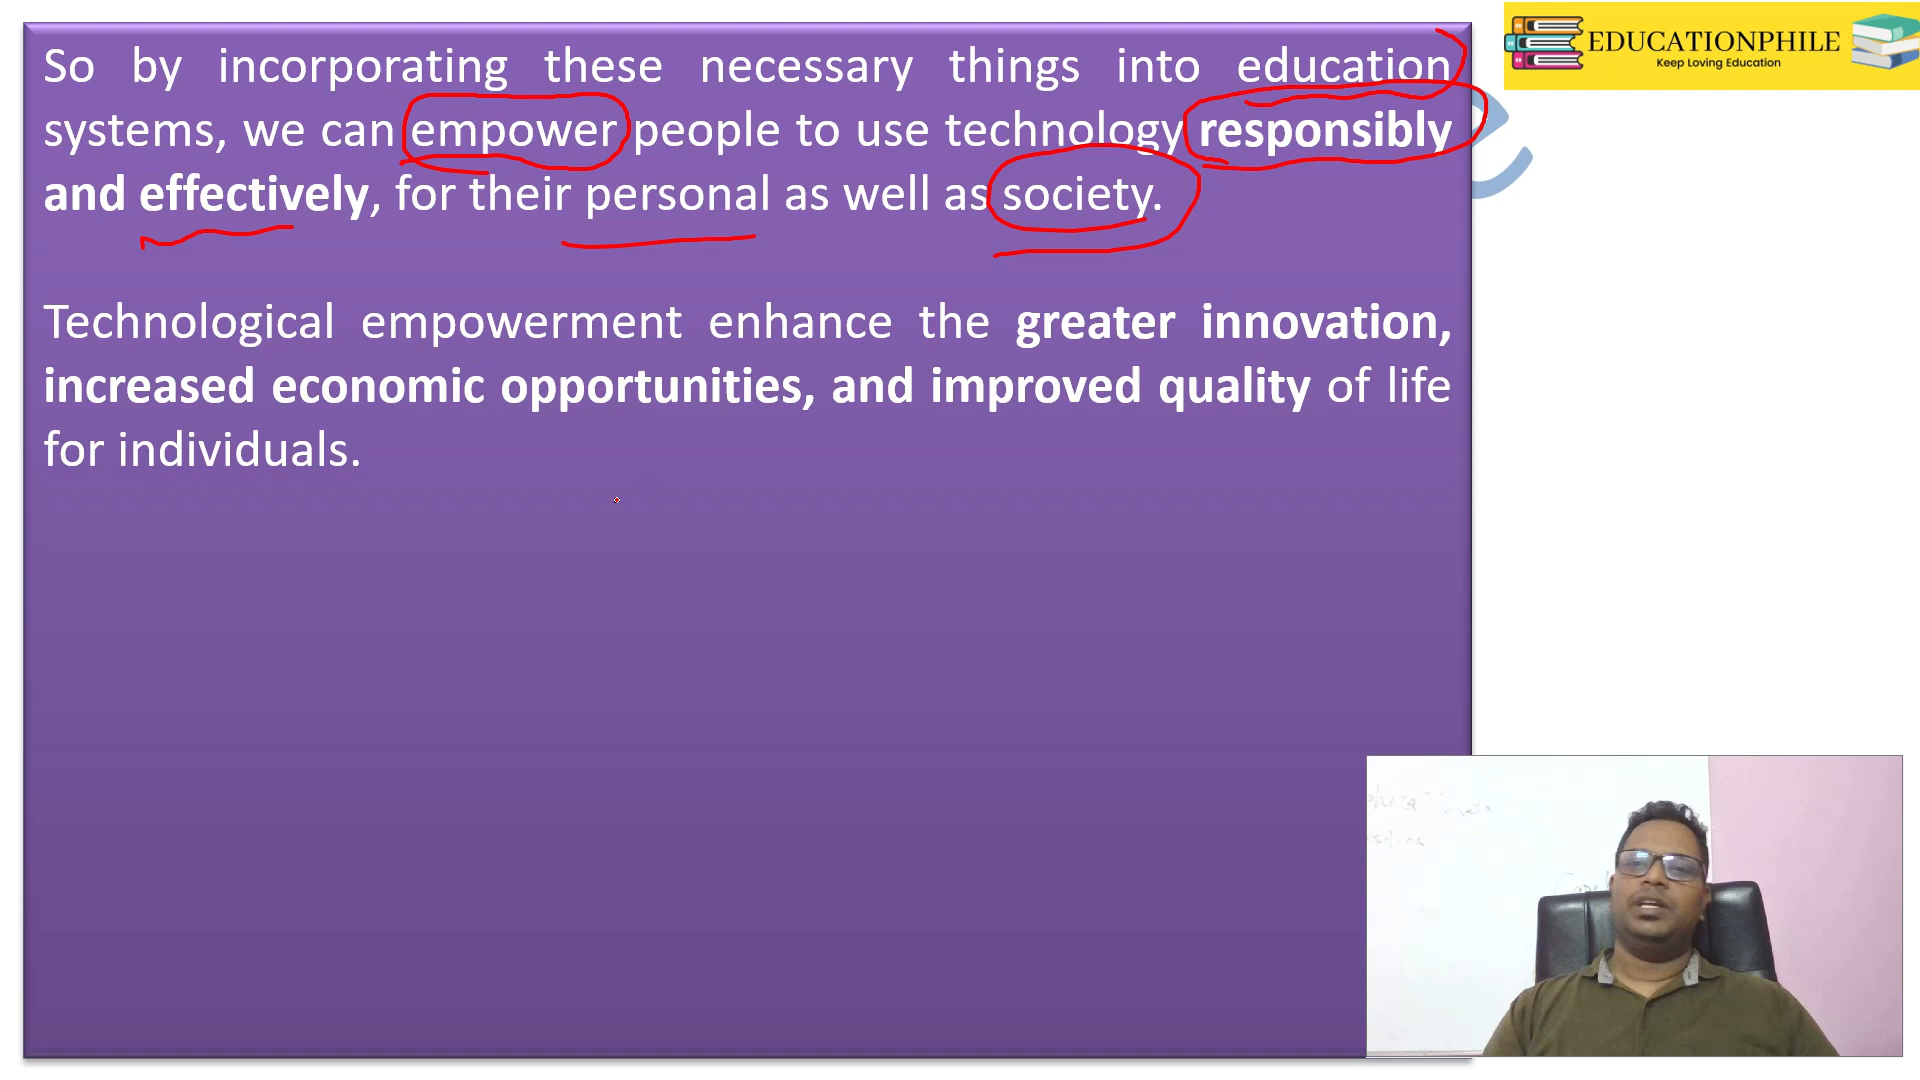 So by incorporating these necessary things into education
systems, we can empower people to use technology responsibly
and effectively, for their personal as well as society.
Technological empowerment enhance the greater innovation,
increased economic opportunities, and improved quality of life
for individuals.
EDUCATIONPHILE
Keep Loving Education